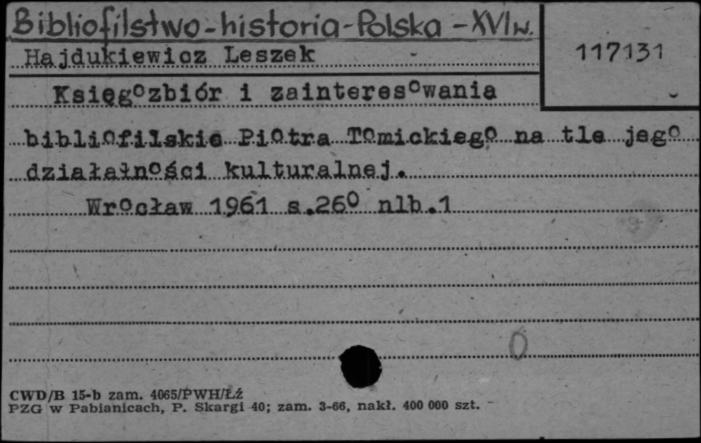 Bibliofilstwo-historia-Polska-XVIw.
Hajdukiewicz Leszek
117131
Księgozbiór i zainteresowania
bibliofilskie Piotra Tomickiego na tle jego
działalności kulturalnej.
Wrocław 1961 s.260 nlb.1
0
CWD/B 15-b zam. 4065/PWH/Łż
PZG w Pabianicach, P. Skargi 40; zam. 3-66, nakł. 400 000 szt.